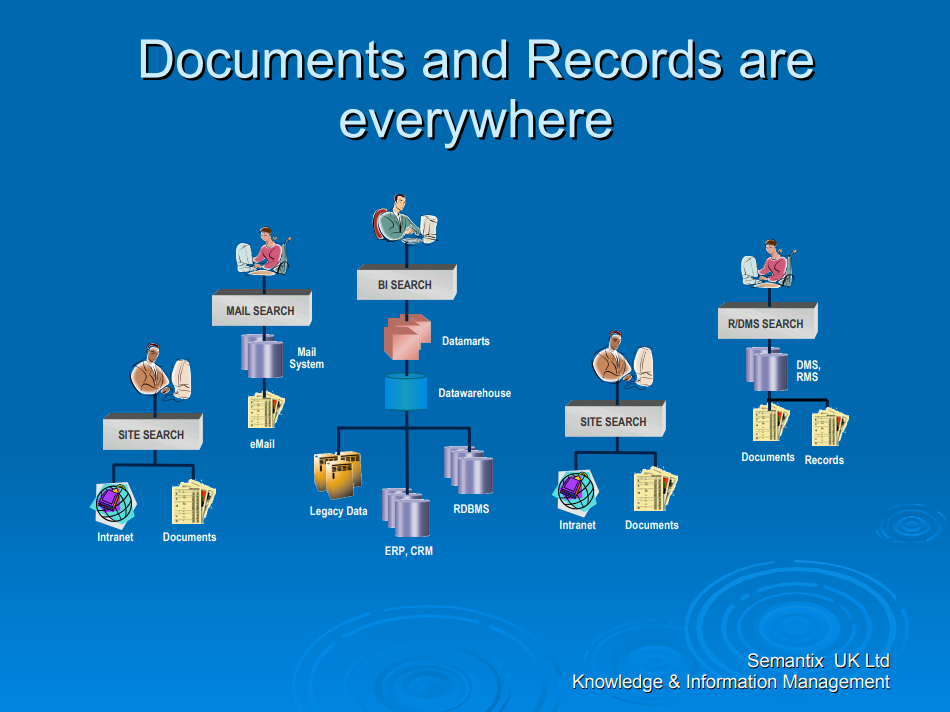 Documents and Records are
everywhere
BI SEARCH
Datamarts
Datawarehouse
Legacy Data
ERP, CRM
RDBMS
MAIL SEARCH
Mail
System
eMail
SITE SEARCH
Intranet
Documents
SITE SEARCH
Intranet
Documents
R/DMS SEARCH
DMS,
RMS
Documents
Records
Semantix  UK Ltd
Knowledge & Information Management